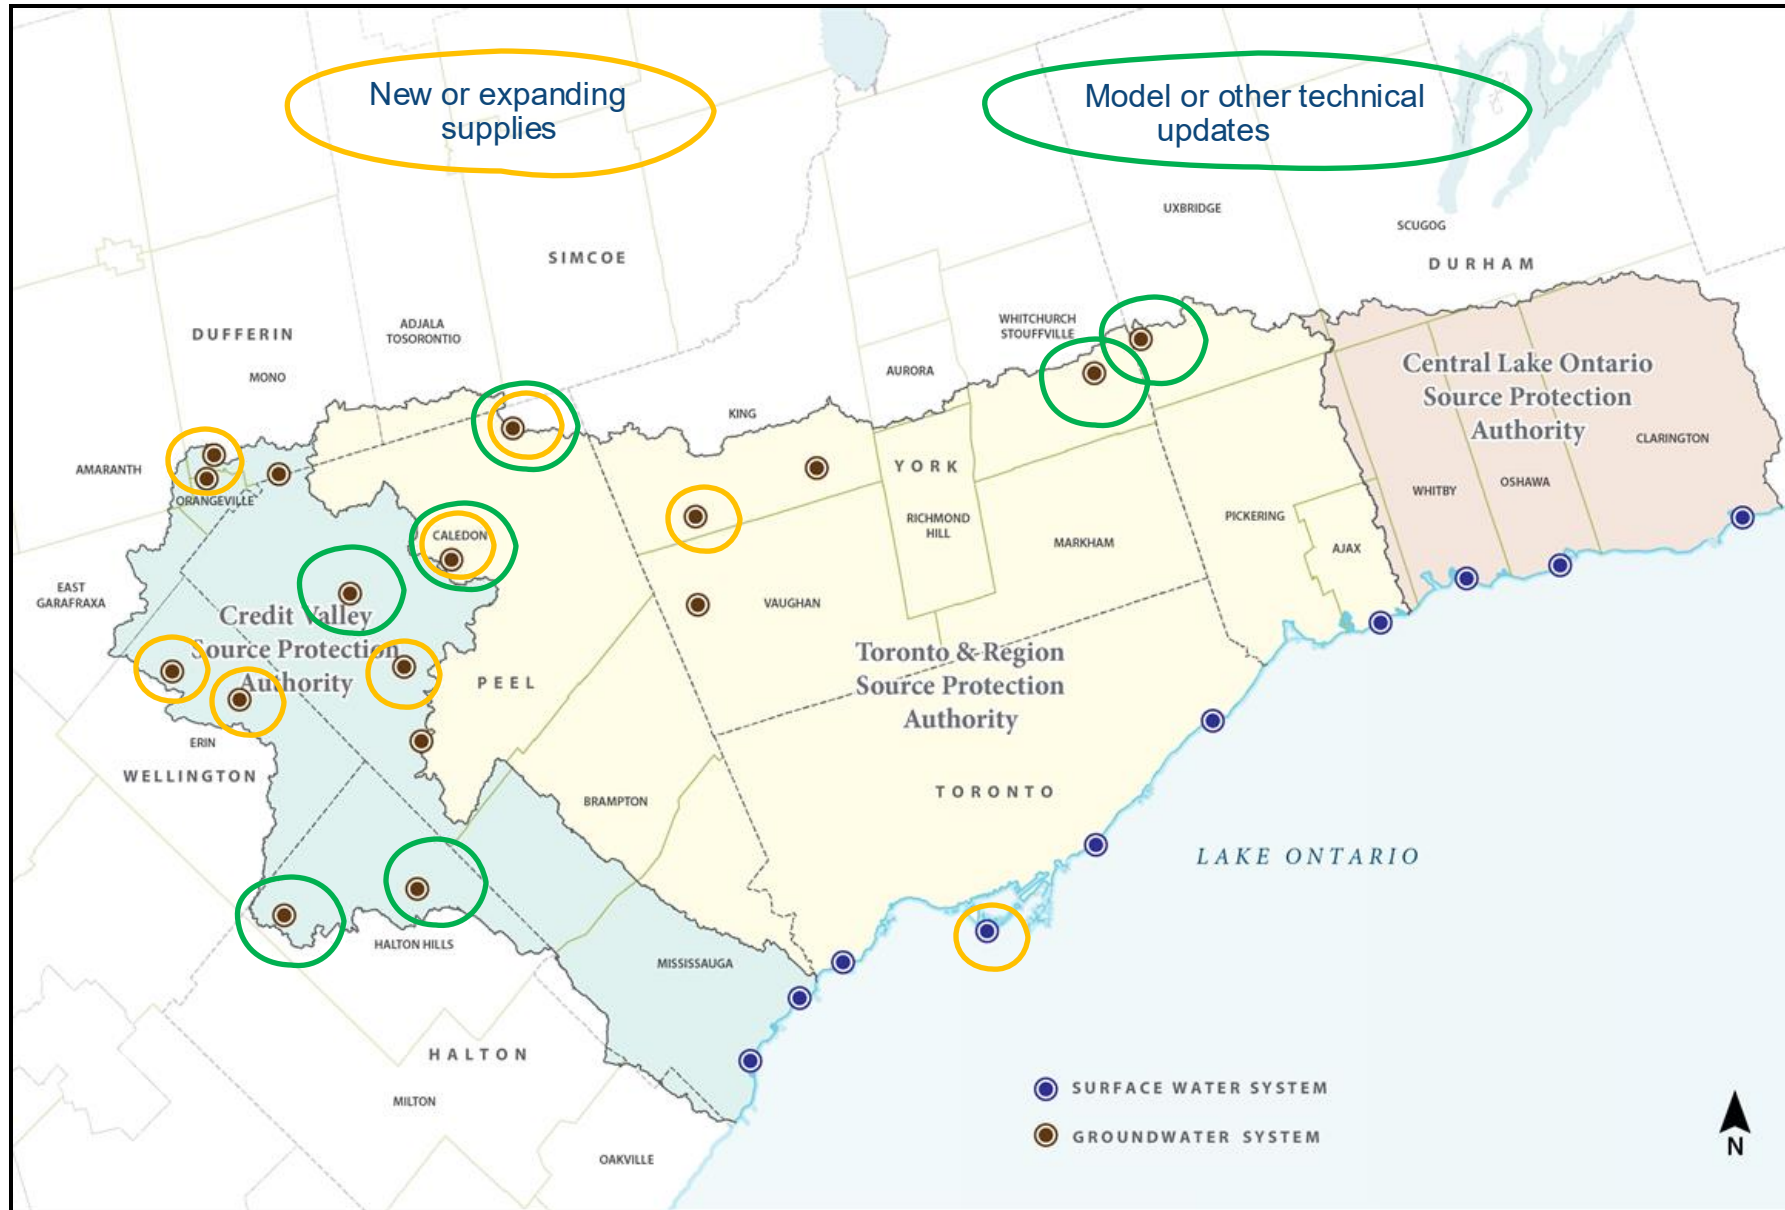 New or expanding
supplies
Model or other technical
updates
UXBRIDGE
SCUGOG
SIMCOE
DURHAM
DUFFERIN
ADJALA
TOSORONTIO
WHITCHURCH
STOUFFVILLE
MONO
AURORA
Central Lake Ontario
Source Protection
Authority
KING
CLARINGTON
AMARANTH
YORK
ORANGEVILLE
WHITBY
OSHAWA
RICHMOND
HILL
PICKERING
CALEDON
MARKHAM
AJAX
EAST
GARAFRAXA
VAUGHAN
Credit Valley
Source Protection
Authority
Toronto & Region
Source Protection
Authority
PEEL
ERIN
WELLINGTON
BRAMPTON
TORONTO
LAKE ONTARIO
HALTON HILLS
MISSISSAUGA
HALTON
MILTON
OAKVILLE
SURFACE WATER SYSTEM
GROUNDWATER SYSTEM
N